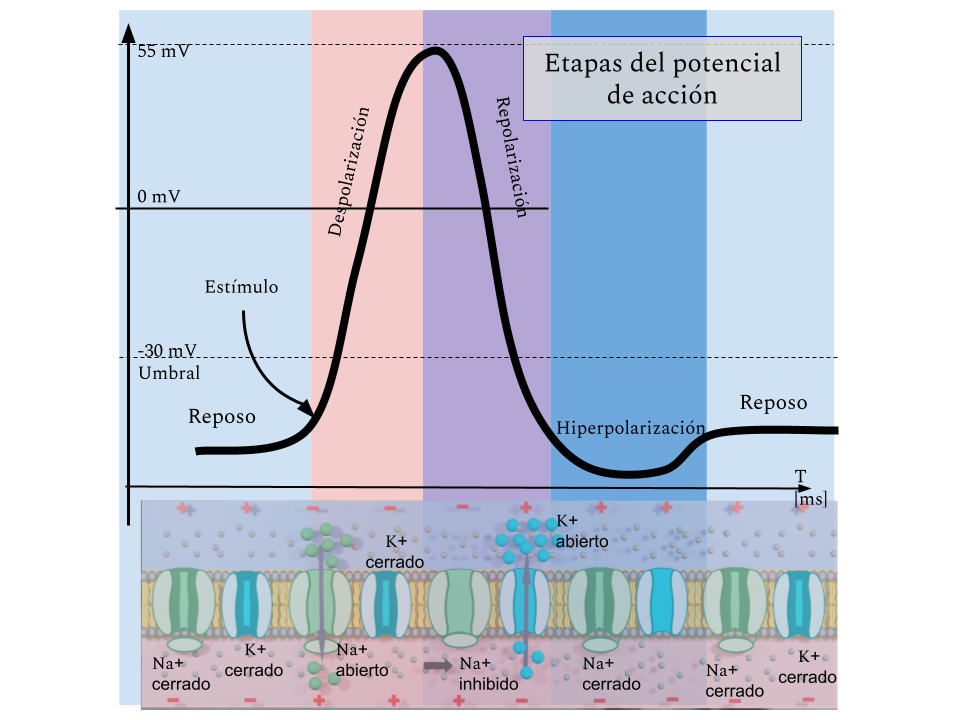 55 mV
Etapas del potencial
de acción
Despolarización
Repolarización
0 mV
Estímulo
-30 mV
Umbral
Reposo
Hiperpolarización
Reposo
T
[ms]
K+
cerrado
K+
abierto
Na+
cerrado
K+
cerrado
Na+
abierto
Na+
inhibido
Na+
cerrado
Na+
cerrado
K+
cerrado